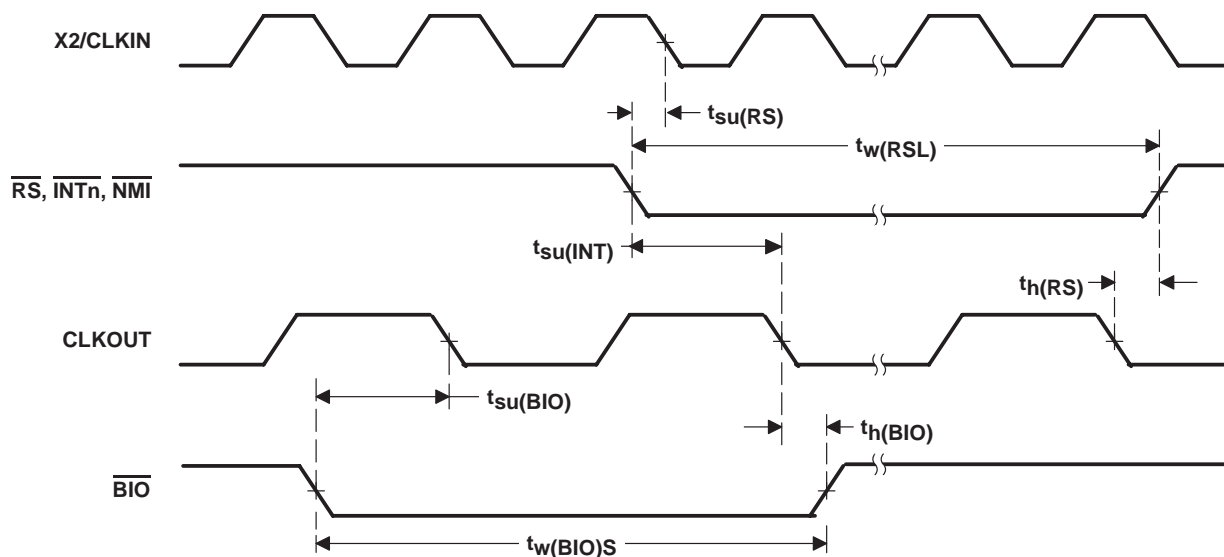 X2/CLKIN
tsu(RS)
tw(RSL)
RS, INTn, NMI
tsu(INT)
th(RS)
CLKOUT
tsu(BIO)
th(BIO)
BIO
tw(BIO)S